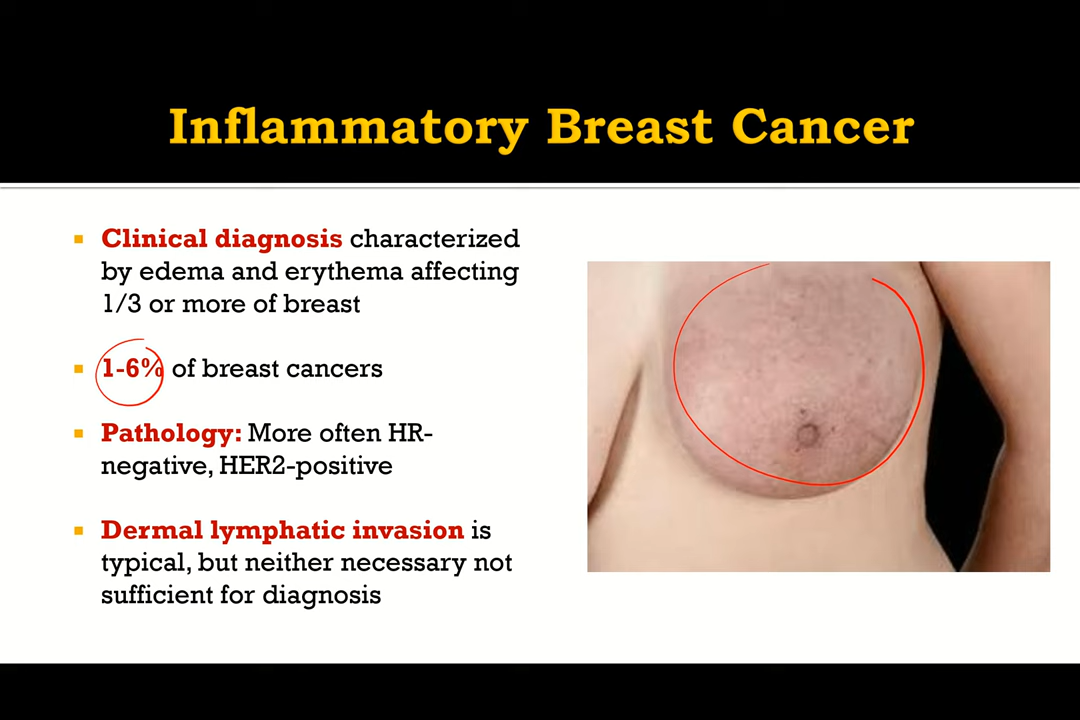 Inflammatory Breast Cancer
Clinical diagnosis characterized
by edema and erythema affecting
1/3 or more of breast
1-6% of breast cancers
Pathology: More often HR-
negative, HER2-positive
Dermal lymphatic invasion is
typical, but neither necessary not
sufficient for diagnosis